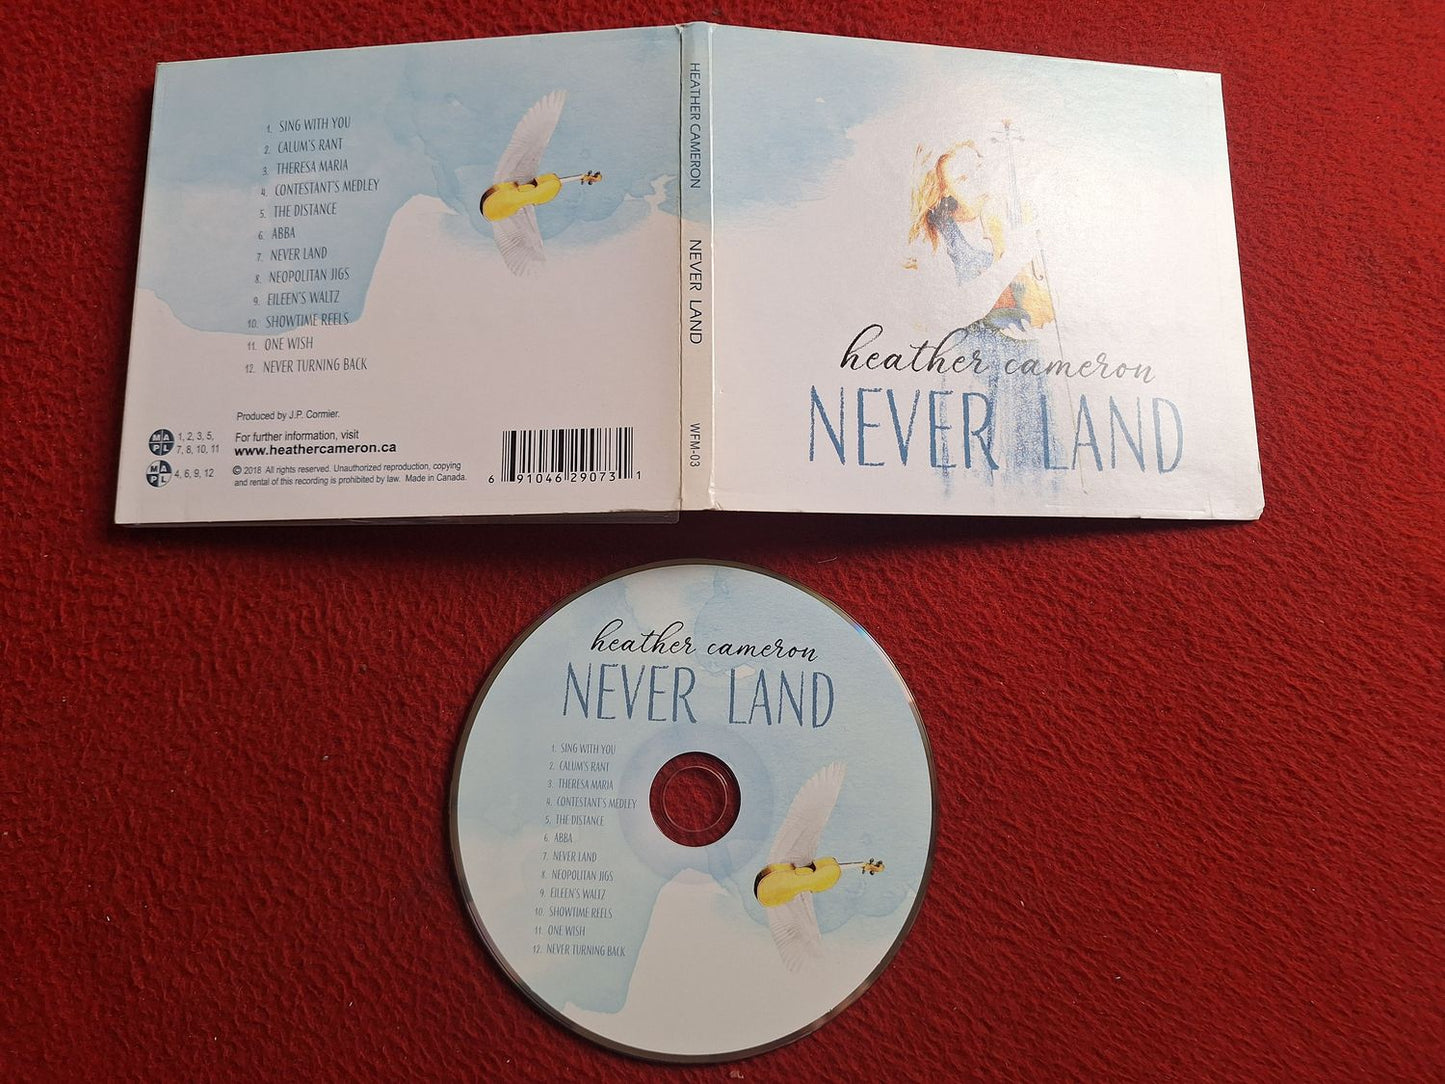 1. SING WITH YOU
2. CALUM'S RANT
3. THERESA MARIA
4. CONTESTANT'S MEDLEY
5. THE DISTANCE
6. ABBA
7. NEVER LAND
8. NEOPOLITAN JIGS
9. EILEEN'S WALTZ
10. SHOWTIME REELS
11. ONE WISH
12. NEVER TURNING BACK
Produced by J.P. Cormier.
MAPL 1, 2, 3, 5,
7, 8, 10, 11
MAPL 4, 6, 9, 12
For further information, visit
www.heathercameron.ca
© 2018 All rights reserved. Unauthorized reproduction, copying
and rental of this recording is prohibited by law. Made in Canada.
6 91046 29073 1
HEATHER CAMERON NEVER LAND WFM-03
heather cameron
NEVER LAND
heather cameron
NEVER LAND
1. SING WITH YOU
2. CALUM'S RANT
3. THERESA MARIA
4. CONTESTANT'S MEDLEY
5. THE DISTANCE
6. ABBA
7. NEVER LAND
8. NEOPOLITAN JIGS
9. EILEEN'S WALTZ
10. SHOWTIME REELS
11. ONE WISH
12. NEVER TURNING BACK